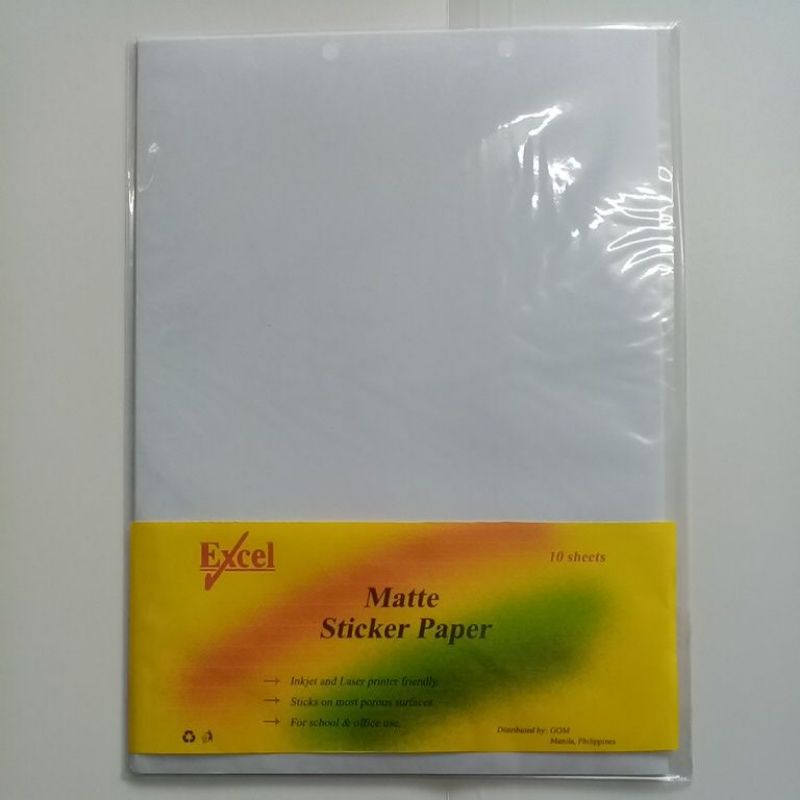 Excel
10 sheets
Matte
Sticker Paper
→ Inkjet and Laser printer friendly.
→ Sticks on most porous surfaces.
→ For school & office use.
Distributed by: GOM
Manila, Philippines